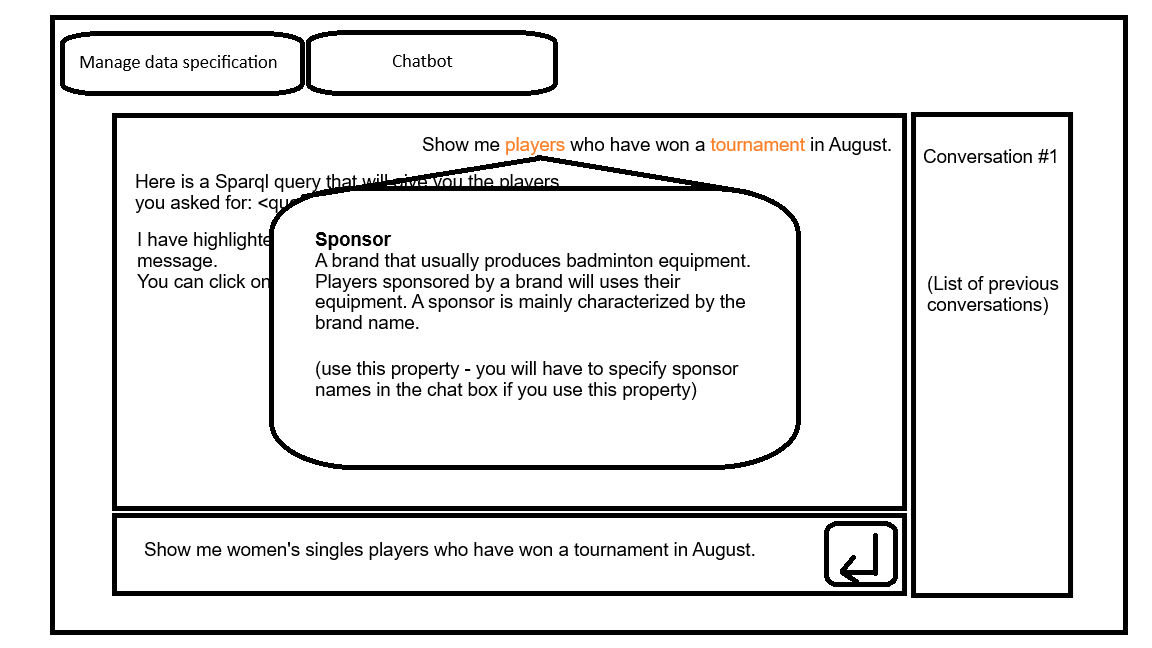 Manage data specification
Chatbot
Show me players who have won a tournament in August.
Here is a Sparql query that will give you the players
you asked for: <qu
I have highlighte
message.
You can click on
Sponsor
A brand that usually produces badminton equipment.
Players sponsored by a brand will uses their
equipment. A sponsor is mainly characterized by the
brand name.
(use this property - you will have to specify sponsor
names in the chat box if you use this property)
Show me women's singles players who have won a tournament in August.
Conversation #1
(List of previous
conversations)